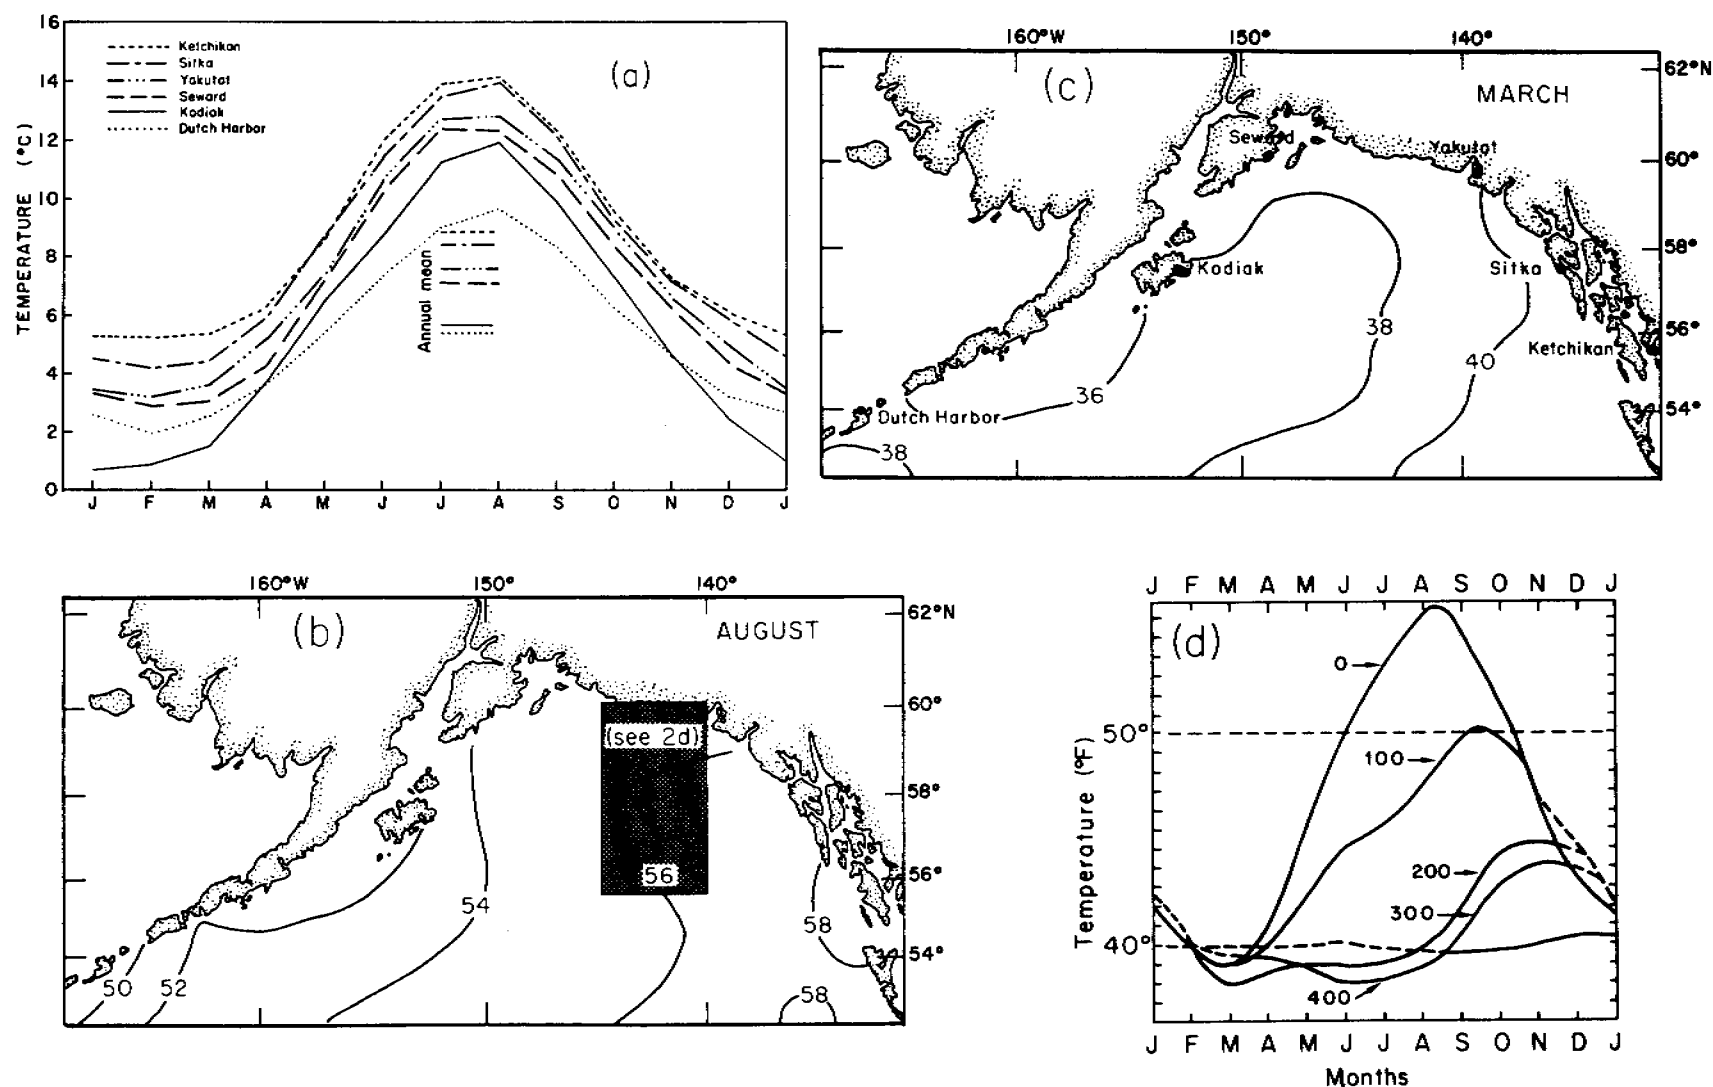 16
14
12
10
8
6
4
2
0
TEMPERATURE (°C)
Ketchikan
Sitka
Yakutat
Seward
Kodiak
Dutch Harbor
(a)
Annual mean
J F M A M J J A S O N D J
160°W 150° 140°
(c)
MARCH
62°N
60°
58°
56°
54°
Seward
Yakutat
Kodiak
Sitka
Ketchikan
Dutch Harbor
38
40
36
38
160°W 150° 140°
(b)
AUGUST
62°N
60°
58°
56°
54°
(see 2d)
56
54
58
58
50
52
J F M A M J J A S O N D J
(d)
0
50°
100
200
300
40°
400
Temperature (°F)
J F M A M J J A S O N D J
Months